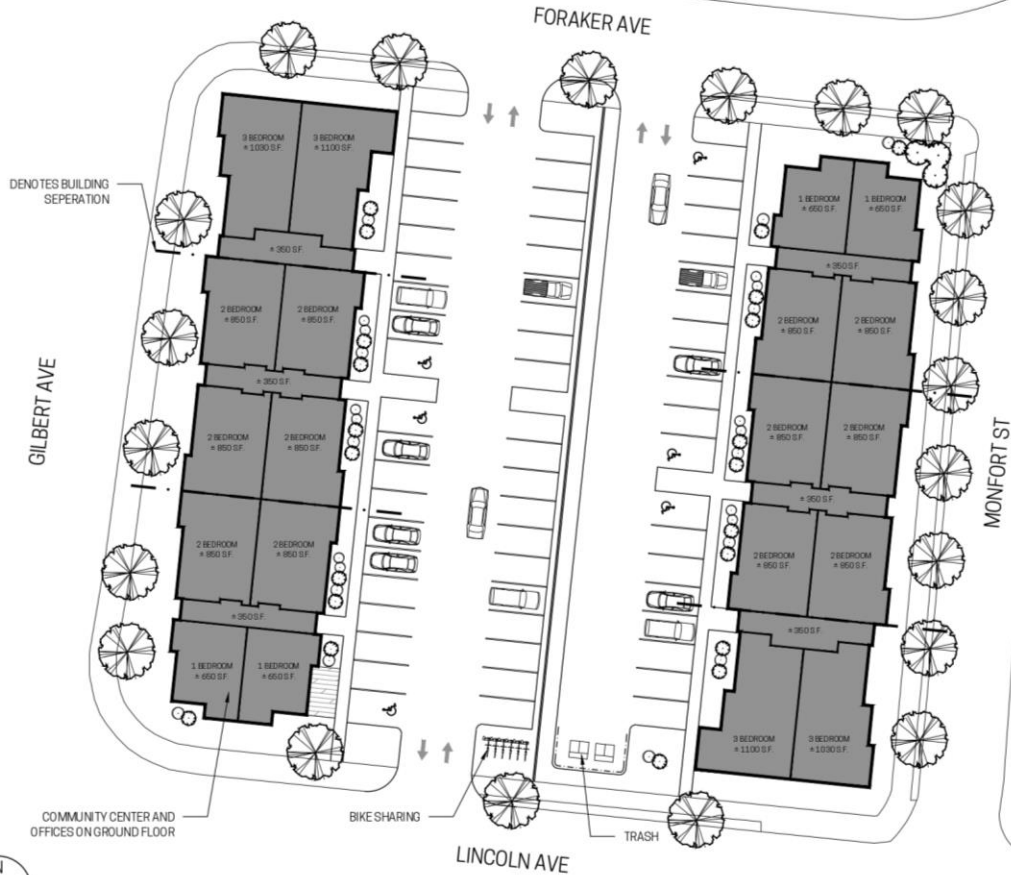 FORAKER AVE
DENOTES BUILDING
SEPERATION
GILBERT AVE
3 BEDROOM
± 1030 S.F.
3 BEDROOM
± 1100 S.F.
± 350 S.F.
2 BEDROOM
± 850 S.F.
2 BEDROOM
± 850 S.F.
± 350 S.F.
2 BEDROOM
± 850 S.F.
2 BEDROOM
± 850 S.F.
2 BEDROOM
± 850 S.F.
2 BEDROOM
± 850 S.F.
± 350 S.F.
1 BEDROOM
± 650 S.F.
1 BEDROOM
± 650 S.F.
1 BEDROOM
± 650 S.F.
1 BEDROOM
± 650 S.F.
± 350 S.F.
2 BEDROOM
± 850 S.F.
2 BEDROOM
± 850 S.F.
2 BEDROOM
± 850 S.F.
2 BEDROOM
± 850 S.F.
± 350 S.F.
2 BEDROOM
± 850 S.F.
2 BEDROOM
± 850 S.F.
± 350 S.F.
3 BEDROOM
± 1100 S.F.
3 BEDROOM
± 1030 S.F.
MONFORT ST
COMMUNITY CENTER AND
OFFICES ON GROUND FLOOR
BIKE SHARING
TRASH
LINCOLN AVE